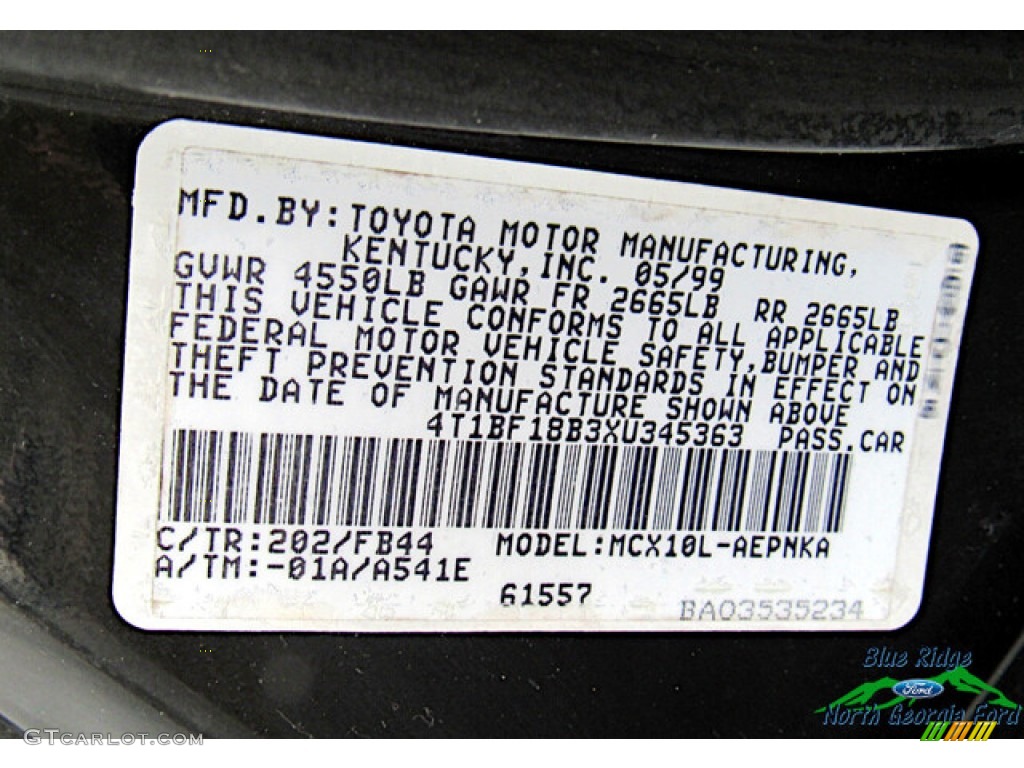 MFD.BY:TOYOTA MOTOR MANUFACTURING,
KENTUCKY,INC. 05/99
GVWR 4550LB GAWR FR 2665LB RR 2665LB
THIS VEHICLE CONFORMS TO ALL APPLICABLE
FEDERAL MOTOR VEHICLE SAFETY,BUMPER AND
THEFT PREVENTION STANDARDS IN EFFECT ON
THE DATE OF MANUFACTURE SHOWN ABOVE
4T1BF18B3XU345363 PASS.CAR
C/TR:202/FB44 MODEL:MCX10L-AEPNKA
A/TM:-01A/A541E
61557
BA03535234
Blue Ridge
Ford
North Georgia Ford
GTcarlot.com